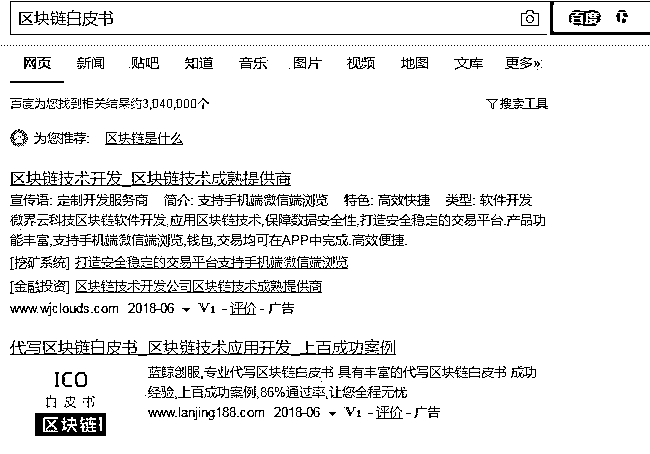 区块链白皮书 百度
网页 新闻 贴吧 知道 音乐 图片 视频 地图 文库 更多»
百度为您找到相关结果约3,040,000个 搜索工具
为您推荐: 区块链是什么
区块链技术开发_区块链技术成熟提供商
宣传语: 定制开发服务商 简介: 支持手机端微信端浏览 特色: 高效快捷 类型: 软件开发
微界云科技区块链软件开发,应用区块链技术,保障数据安全性,打造安全稳定的交易平台.产品功
能丰富,支持手机端微信端浏览,钱包,交易均可在APP中完成.高效便捷.
[挖矿系统] 打造安全稳定的交易平台支持手机端微信端浏览
[金融投资] 区块链技术开发公司区块链技术成熟提供商
www.wjclouds.com 2018-06 V1 - 评价 - 广告
代写区块链白皮书_区块链技术应用开发_上百成功案例
ICO
白皮书
区块链
蓝鲸创服,专业代写区块链白皮书 具有丰富的代写区块链白皮书 成功
经验,上百成功案例,86%通过率,让您全程无忧
www.lanjing188.com 2018-06 V1 - 评价 - 广告